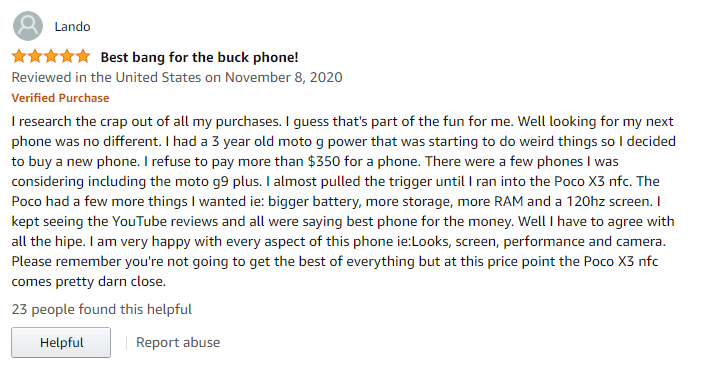 Lando
Best bang for the buck phone!
Reviewed in the United States on November 8, 2020
Verified Purchase
I research the crap out of all my purchases. I guess that's part of the fun for me. Well looking for my next
phone was no different. I had a 3 year old moto g power that was starting to do weird things so I decided
to buy a new phone. I refuse to pay more than $350 for a phone. There were a few phones I was
considering including the moto g9 plus. I almost pulled the trigger until I ran into the Poco X3 nfc. The
Poco had a few more things I wanted ie: bigger battery, more storage, more RAM and a 120hz screen. I
kept seeing the YouTube reviews and all were saying best phone for the money. Well I have to agree with
all the hipe. I am very happy with every aspect of this phone ie:Looks, screen, performance and camera.
Please remember you're not going to get the best of everything but at this price point the Poco X3 nfc
comes pretty darn close.
23 people found this helpful
Helpful
Report abuse